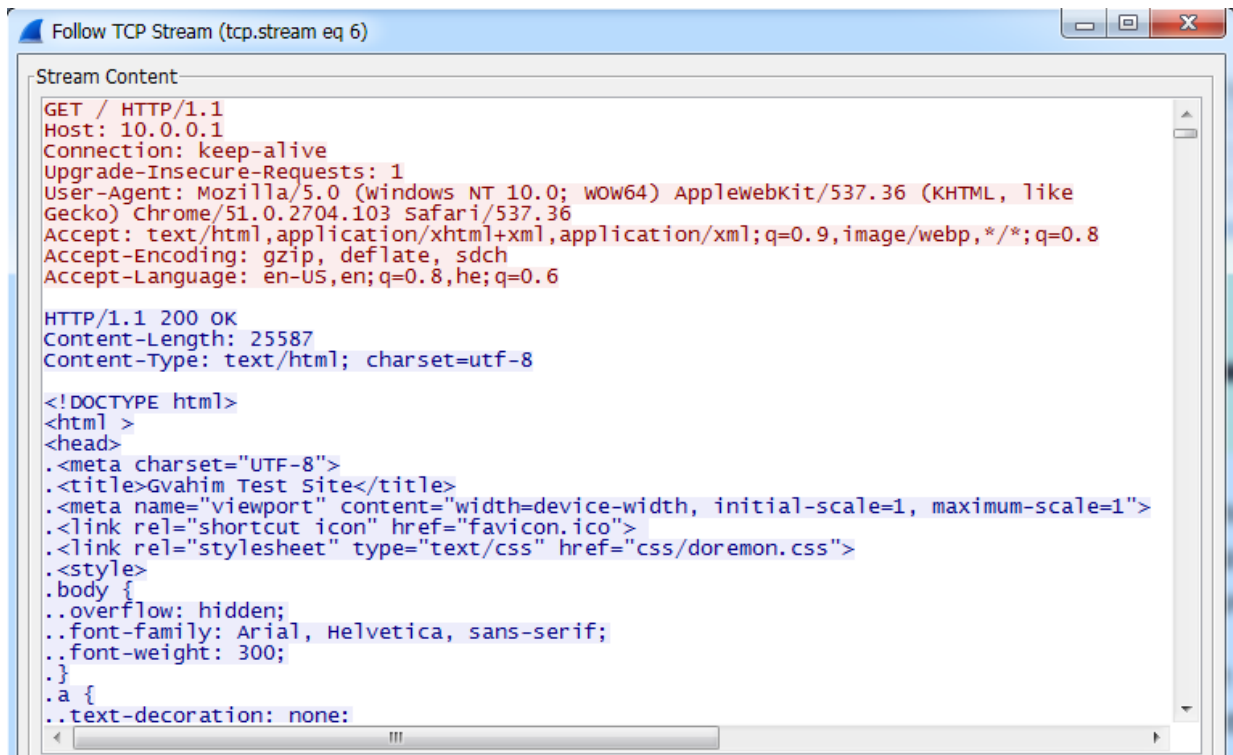 Follow TCP Stream (tcp.stream eq 6)
Stream Content
GET / HTTP/1.1
Host: 10.0.0.1
Connection: keep-alive
Upgrade-Insecure-Requests: 1
User-Agent: Mozilla/5.0 (Windows NT 10.0; WOW64) AppleWebKit/537.36 (KHTML, like
Gecko) Chrome/51.0.2704.103 Safari/537.36
Accept: text/html,application/xhtml+xml,application/xml;q=0.9,image/webp,*/*;q=0.8
Accept-Encoding: gzip, deflate, sdch
Accept-Language: en-US,en;q=0.8,he;q=0.6

HTTP/1.1 200 OK
Content-Length: 25587
Content-Type: text/html; charset=utf-8

<!DOCTYPE html>
<html >
<head>
.<meta charset="UTF-8">
.<title>Gvahim Test Site</title>
.<meta name="viewport" content="width=device-width, initial-scale=1, maximum-scale=1">
.<link rel="shortcut icon" href="favicon.ico">
.<link rel="stylesheet" type="text/css" href="css/doremon.css">
.<style>
.body {
..overflow: hidden;
..font-family: Arial, Helvetica, sans-serif;
..font-weight: 300;
.}
.a {
..text-decoration: none: